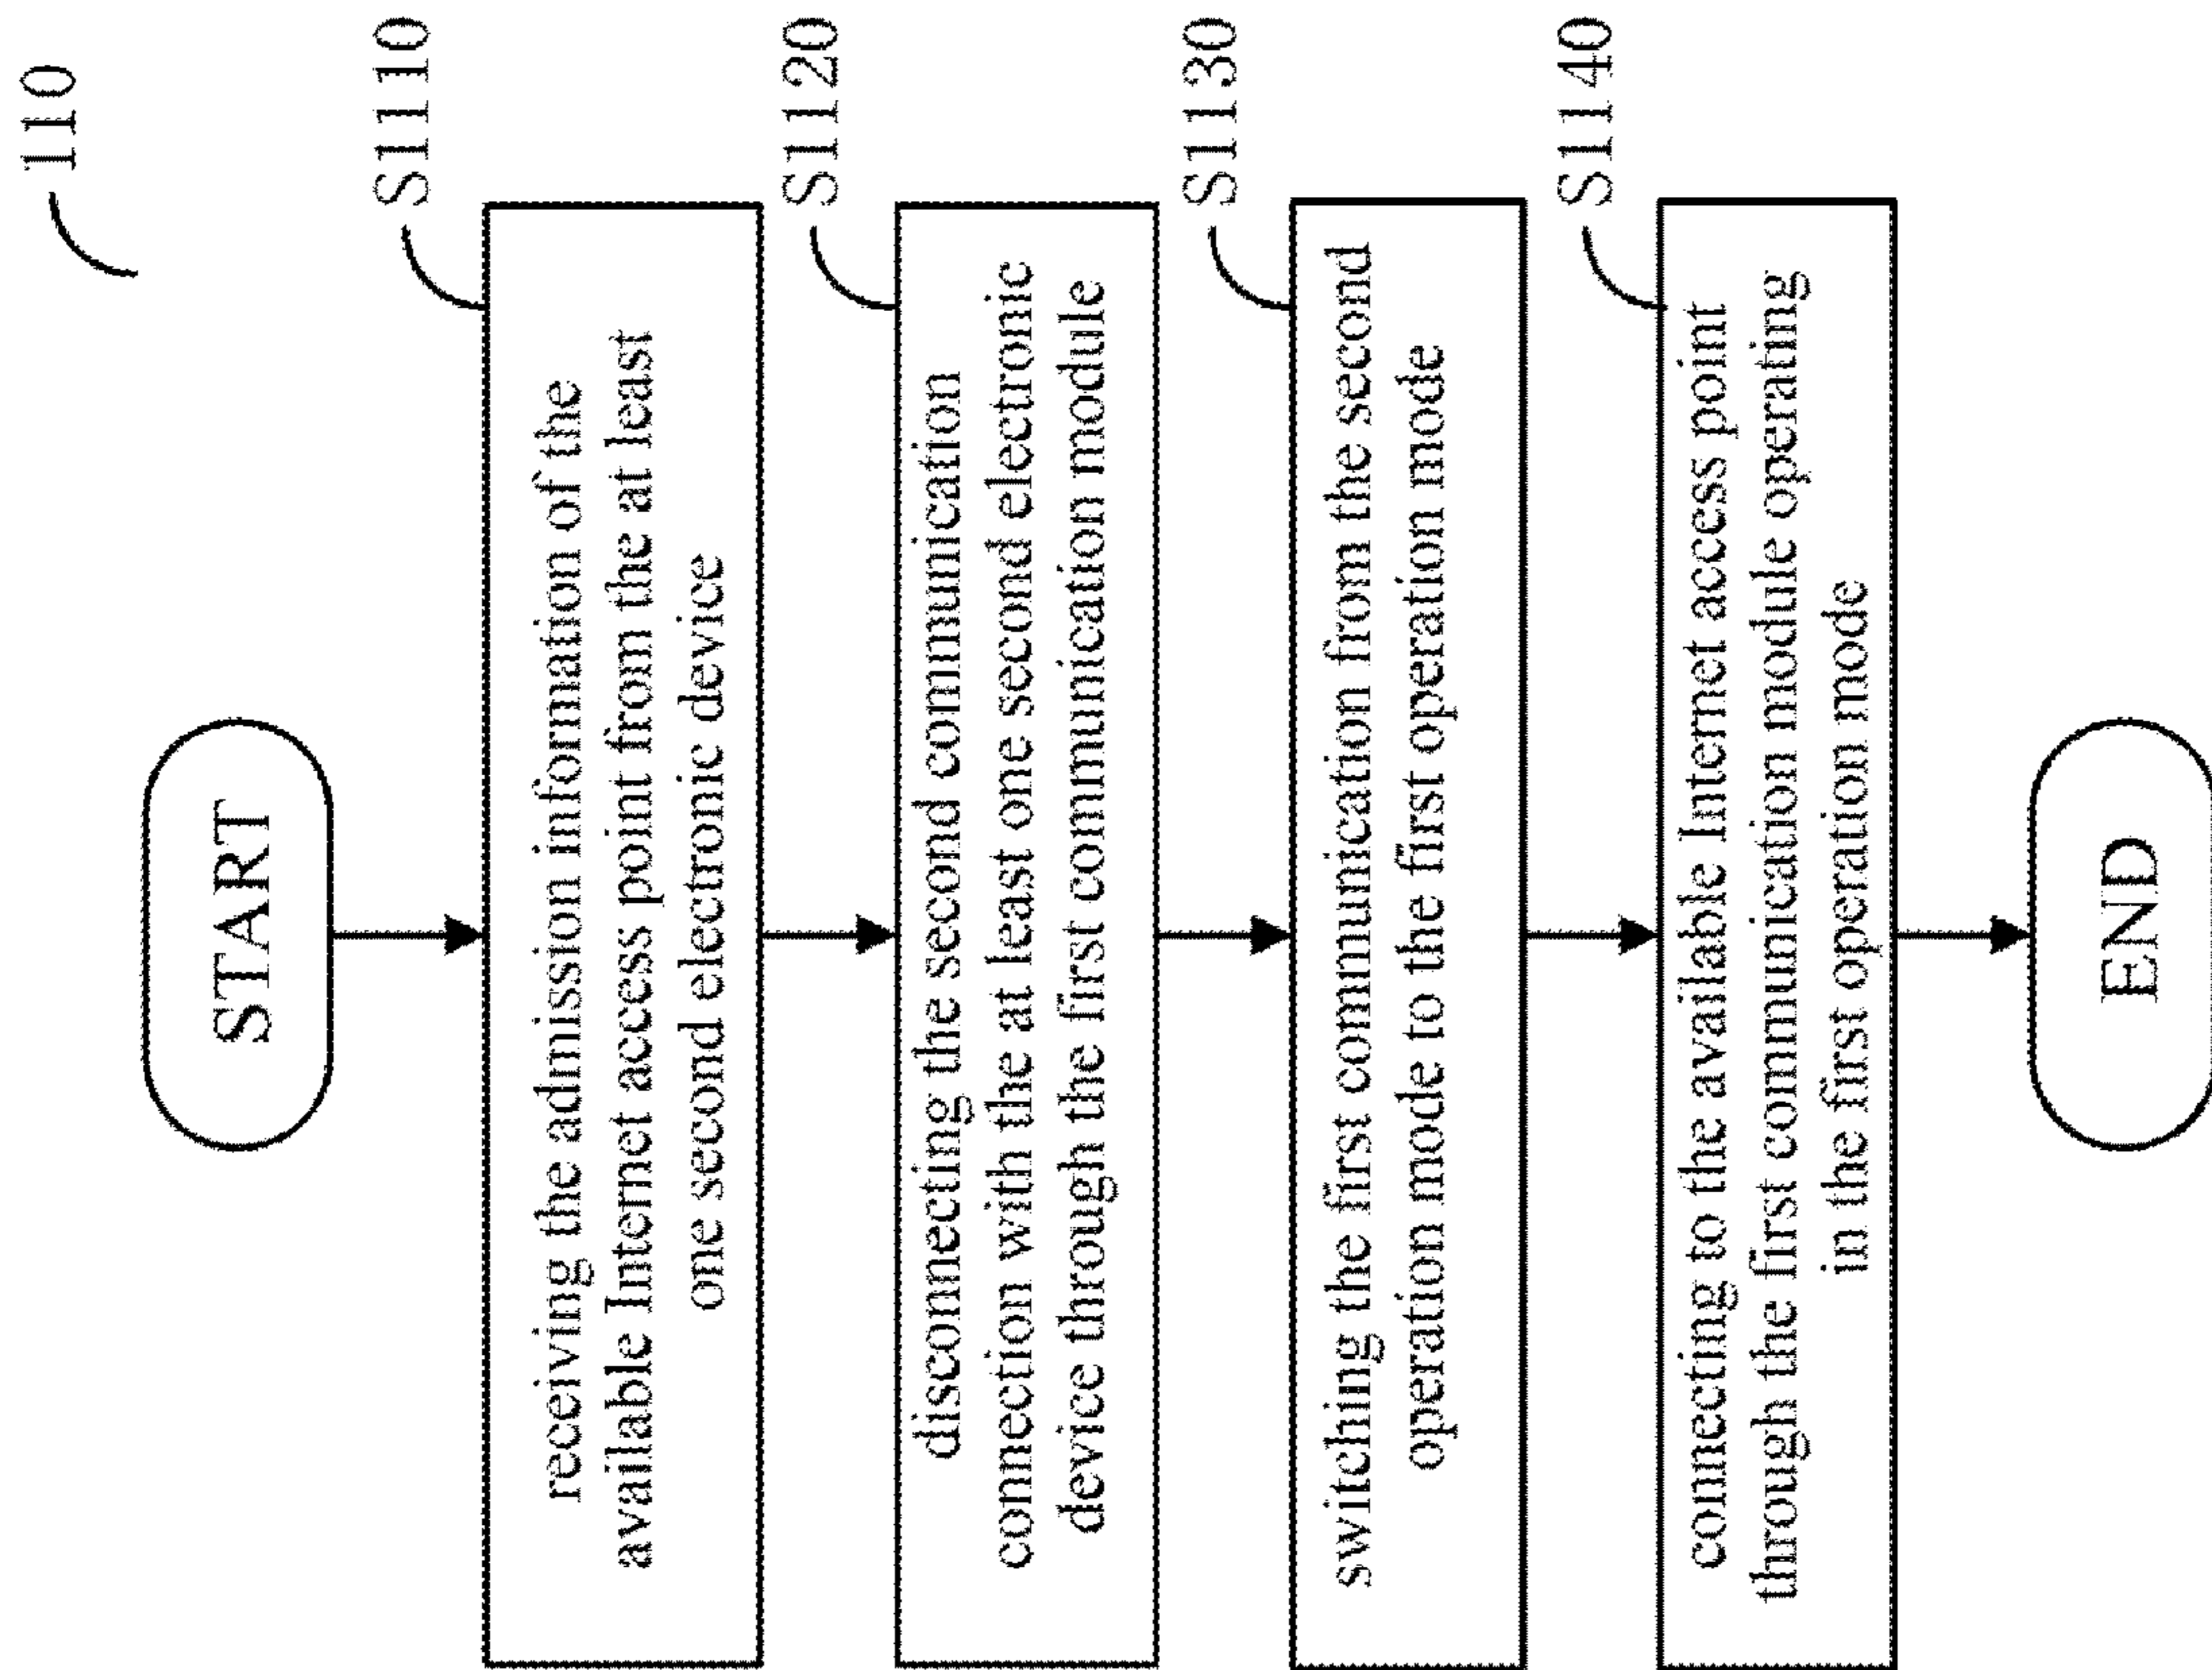 110
START
S1110
receiving the admission information of the
available Internet access point from the at least
one second electronic device
S1120
disconnecting the second communication
connection with the at least one second electronic
device through the first communication module
S1130
switching the first communication from the second
operation mode to the first operation mode
S1140
connecting to the available Internet access point
through the first communication module operating
in the first operation mode
END